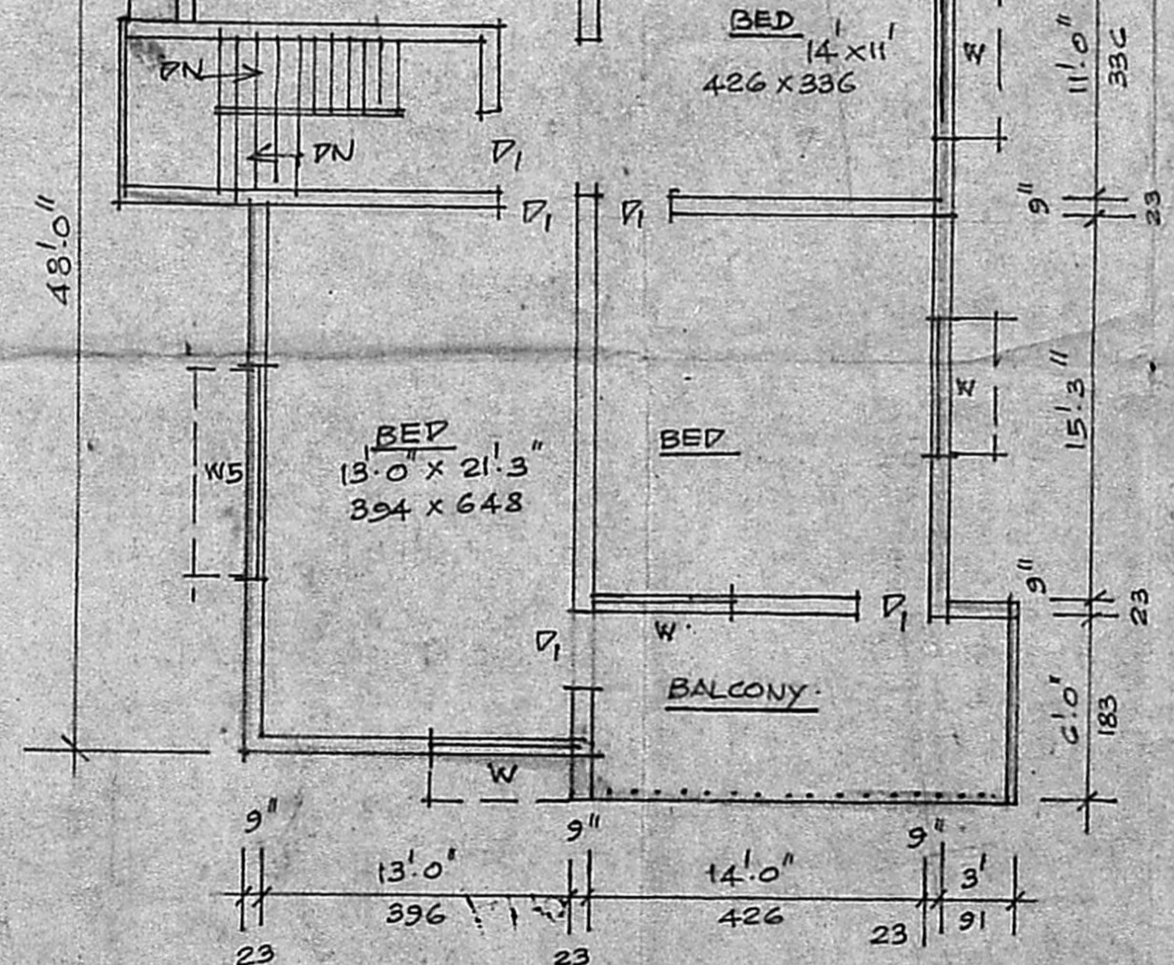 BED
14'x11'
426 x 336
DN
DN
D1
D1
D1
W
11'.0"
336
9"
23
48'.0"
W5
BED
13'.0" x 21'.3"
394 x 648
BED
W
15'.3"
D1
W.
D1
BALCONY.
W
9"
23
6'.0"
183
9"
13'.0"
9"
14'.0"
9"
3'
23
396
23
426
23
91